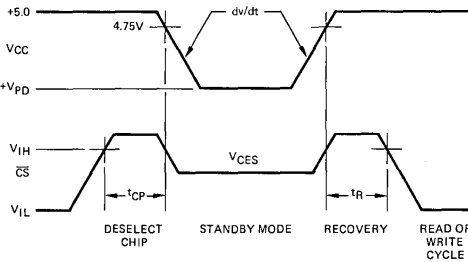 +5.0
dv/dt
4.75V
VCC
+VPD
VIH
CS
VCES
tCP
tR
VIL
DESELECT CHIP
STANDBY MODE
RECOVERY
READ OR WRITE CYCLE